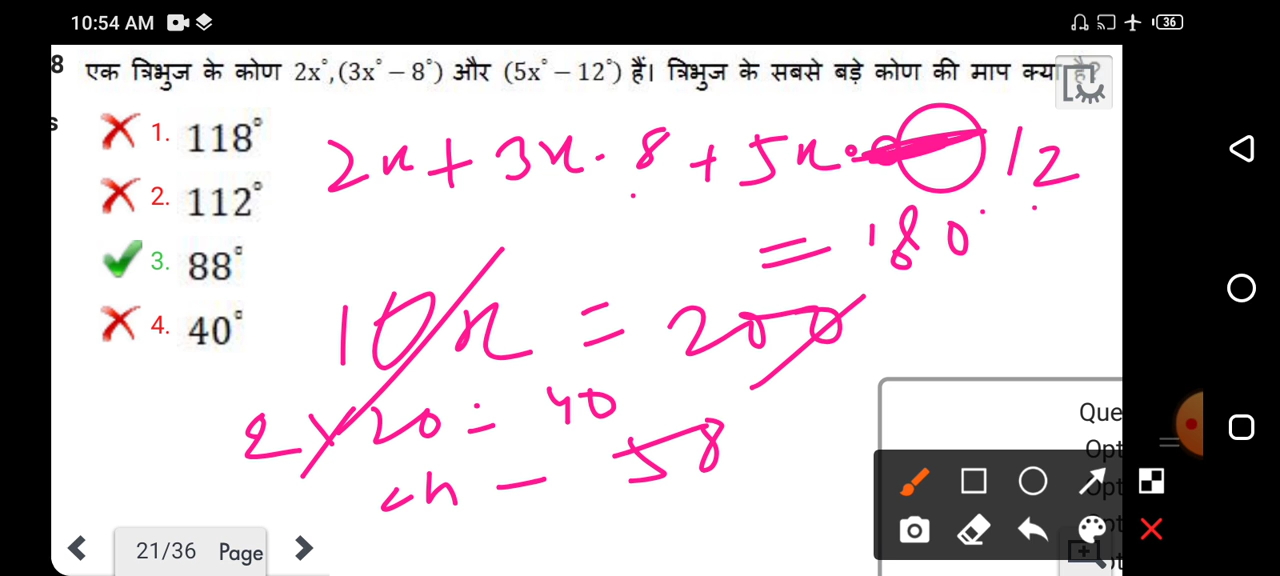 10:54 AM
36
8 एक त्रिभुज के कोण 2x°,(3x° – 8°) और (5x° – 12°) हैं। त्रिभुज के सबसे बड़े कोण की माप क्या है?
s
1. 118°
2x+3x-8+5x- 12
2. 112°
= 180
3. 88°
4. 40°
10x = 200
2×20=40
58
21/36 Page
Que
Opt
Opt